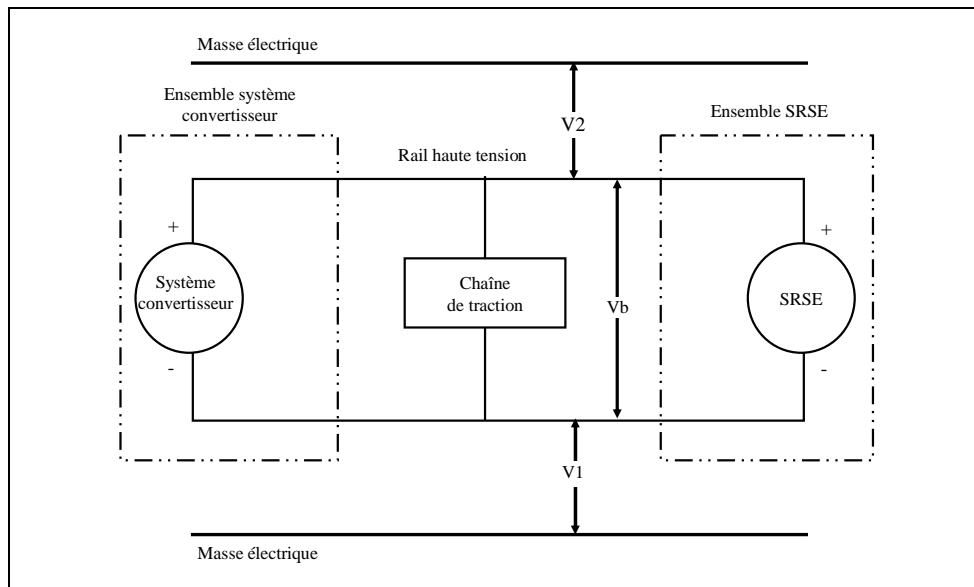 Masse électrique
Ensemble système
convertisseur
Ensemble SRSE
V2
Rail haute tension
+
+
Système
convertisseur
Chaîne
de traction
Vb
SRSE
-
-
V1
Masse électrique